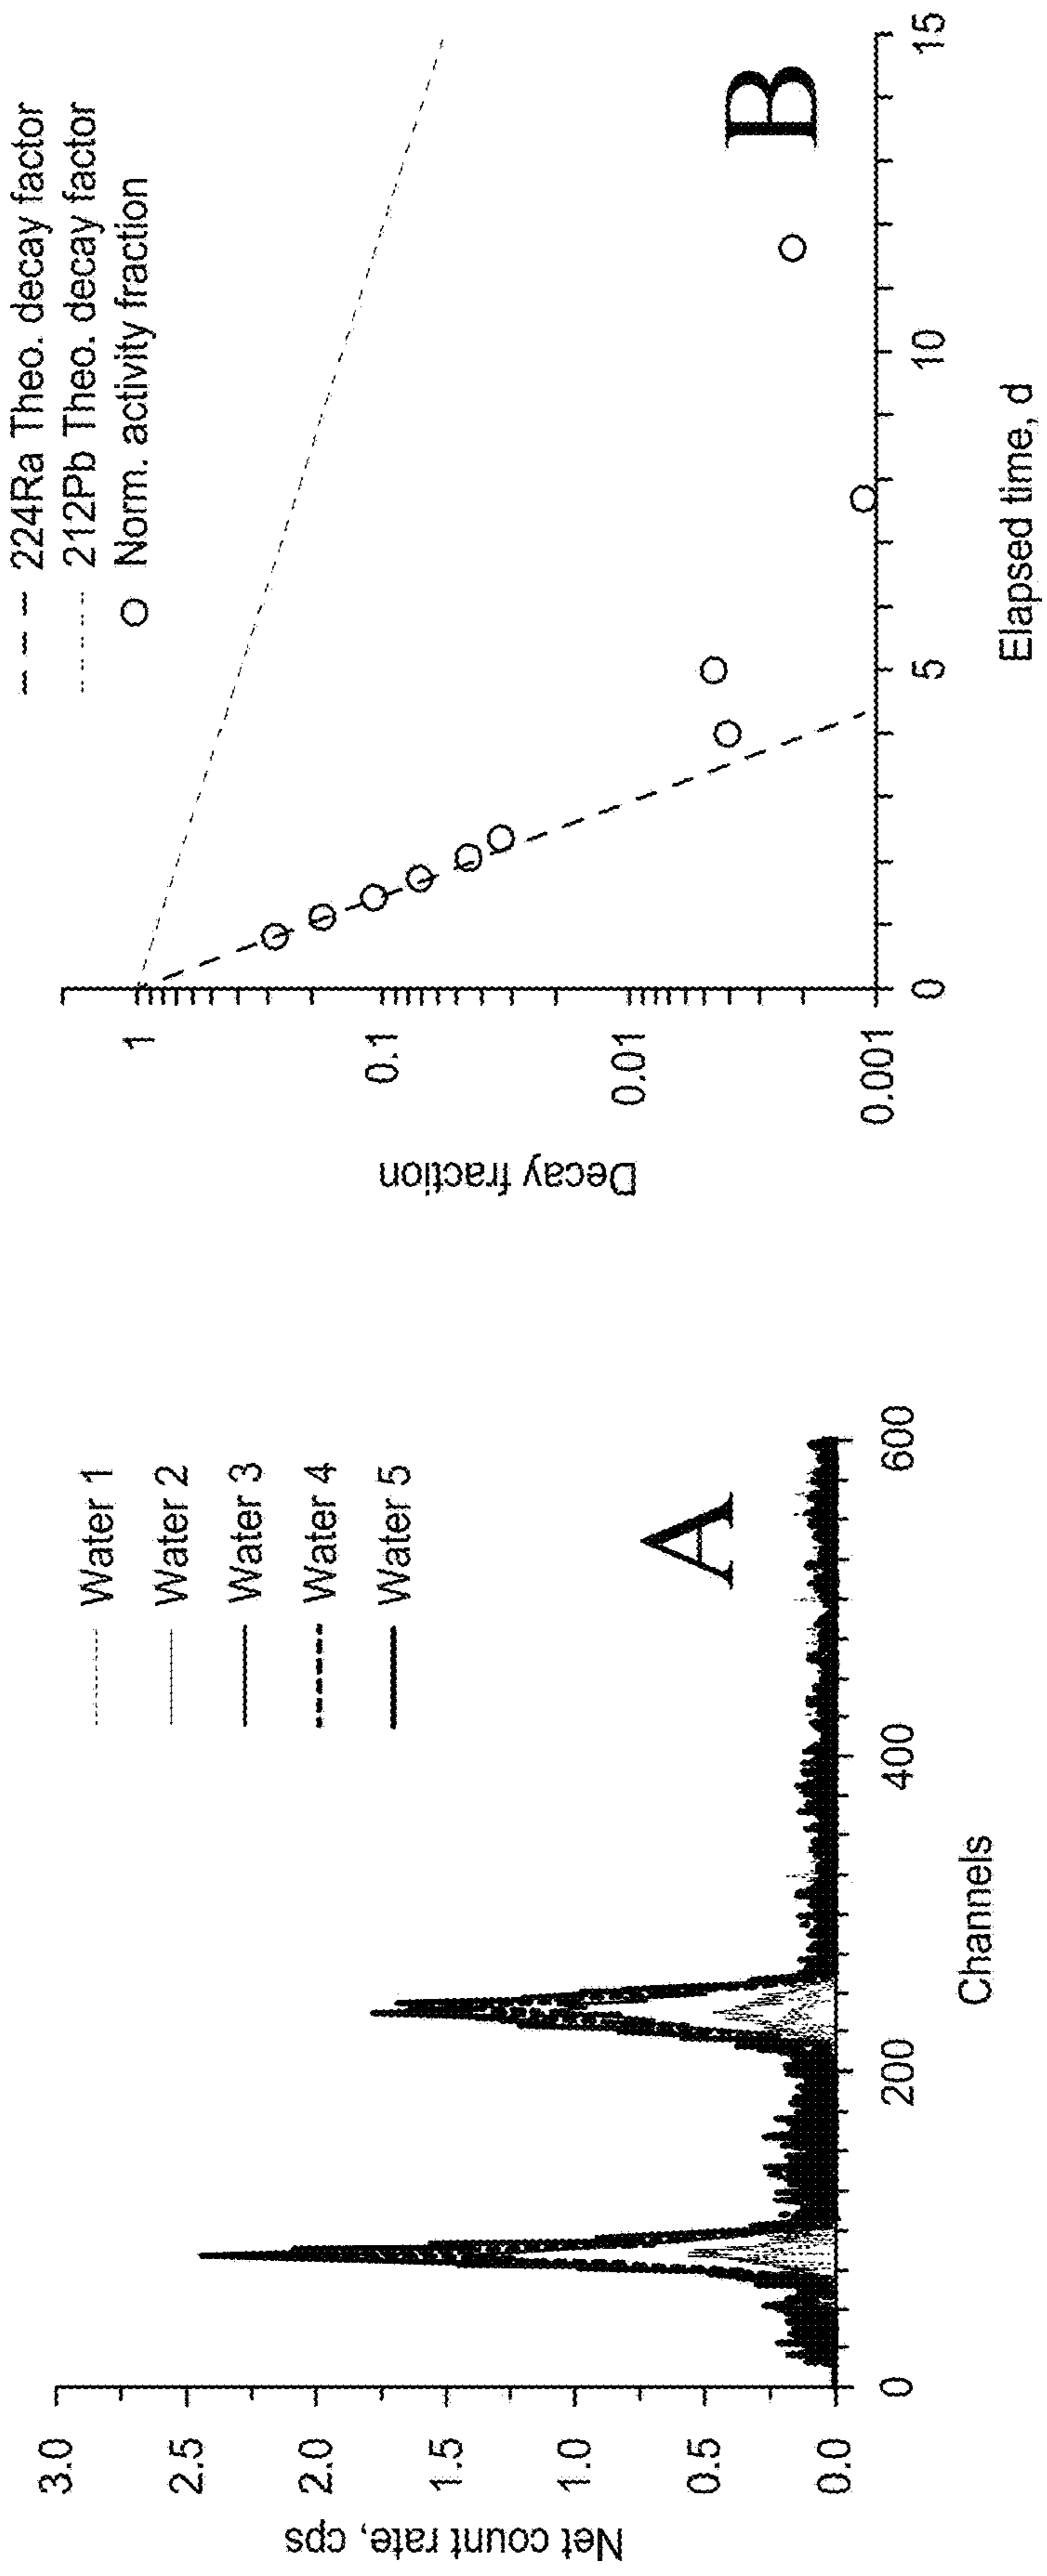 Net count rate, cps
3.0
2.5
2.0
1.5
1.0
0.5
0.0
0
200
400
600
Channels
Water 1
Water 2
Water 3
Water 4
Water 5
A
Decay fraction
1
0.1
0.01
0.001
0
5
10
15
Elapsed time, d
224Ra Theo. decay factor
212Pb Theo. decay factor
Norm. activity fraction
B